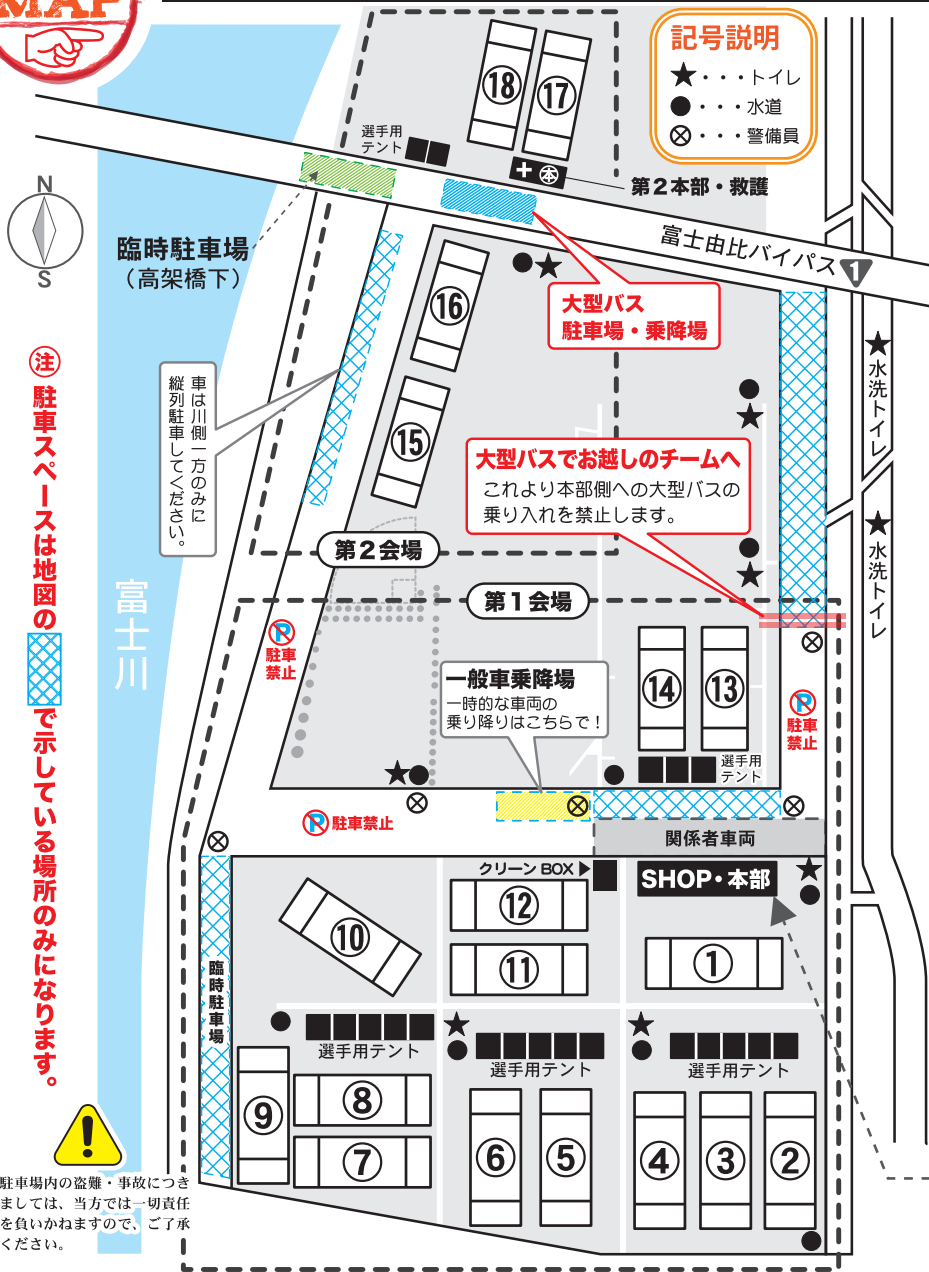 MAP
記号説明
★・・・トイレ
●・・・水道
⊗・・・警備員
⑱
⑰
選手用
テント
＋ 本
第2本部・救護
N
S
臨時駐車場
（高架橋下）
富士由比バイパス 1
大型バス
駐車場・乗降場
⑯
⑮
車は川側一方のみに
縦列駐車してください。
★水洗トイレ
★水洗トイレ
大型バスでお越しのチームへ
これより本部側への大型バスの
乗り入れを禁止します。
注 駐車スペースは地図の で示している場所のみになります。
第2会場
第1会場
富士川
P
駐車
禁止
一般車乗降場
一時的な車両の
乗り降りはこちらで！
⑭
⑬
選手用
テント
P
駐車
禁止
P 駐車禁止
関係者車両
クリーン BOX ▶
SHOP・本部
⑫
⑪
⑩
①
臨時駐車場
選手用テント
選手用テント
選手用テント
⑨
⑧
⑦
⑥
⑤
④
③
②
!
駐車場内の盗難・事故につき
ましては、当方では一切責任
を負いかねますので、ご了承
ください。